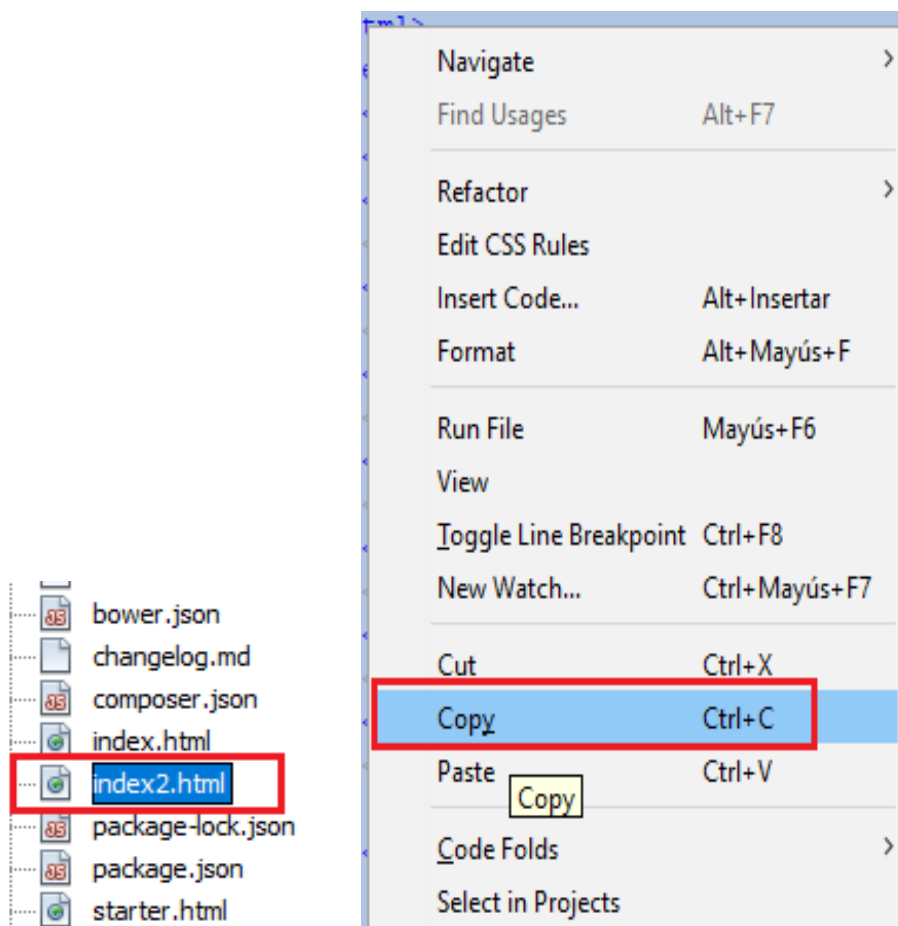 bower.json
changelog.md
composer.json
index.html
index2.html
package-lock.json
package.json
starter.html
tml>
Navigate
Find Usages Alt+F7
Refactor
Edit CSS Rules
Insert Code... Alt+Insertar
Format Alt+Mayús+F
Run File Mayús+F6
View
Toggle Line Breakpoint Ctrl+F8
New Watch... Ctrl+Mayús+F7
Cut Ctrl+X
Copy Ctrl+C
Paste Ctrl+V
Copy
Code Folds
Select in Projects